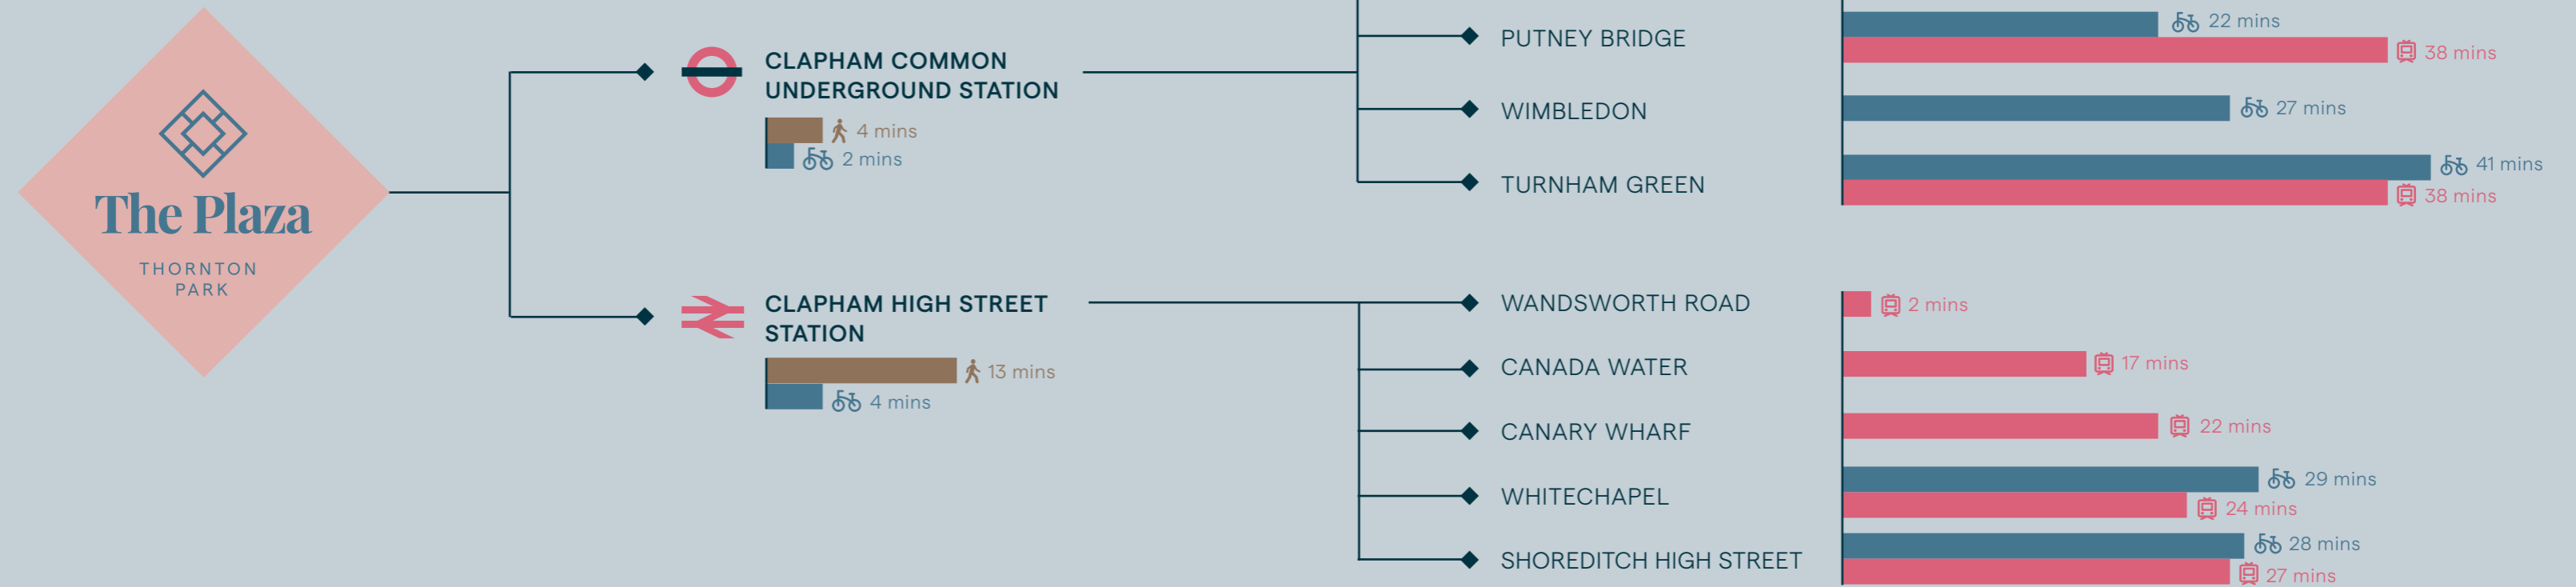 The Plaza
THORNTON
PARK
CLAPHAM COMMON
UNDERGROUND STATION
4 mins
2 mins
PUTNEY BRIDGE
22 mins
38 mins
WIMBLEDON
27 mins
TURNHAM GREEN
41 mins
38 mins
CLAPHAM HIGH STREET
STATION
13 mins
4 mins
WANDSWORTH ROAD
2 mins
CANADA WATER
17 mins
CANARY WHARF
22 mins
WHITECHAPEL
29 mins
24 mins
SHOREDITCH HIGH STREET
28 mins
27 mins